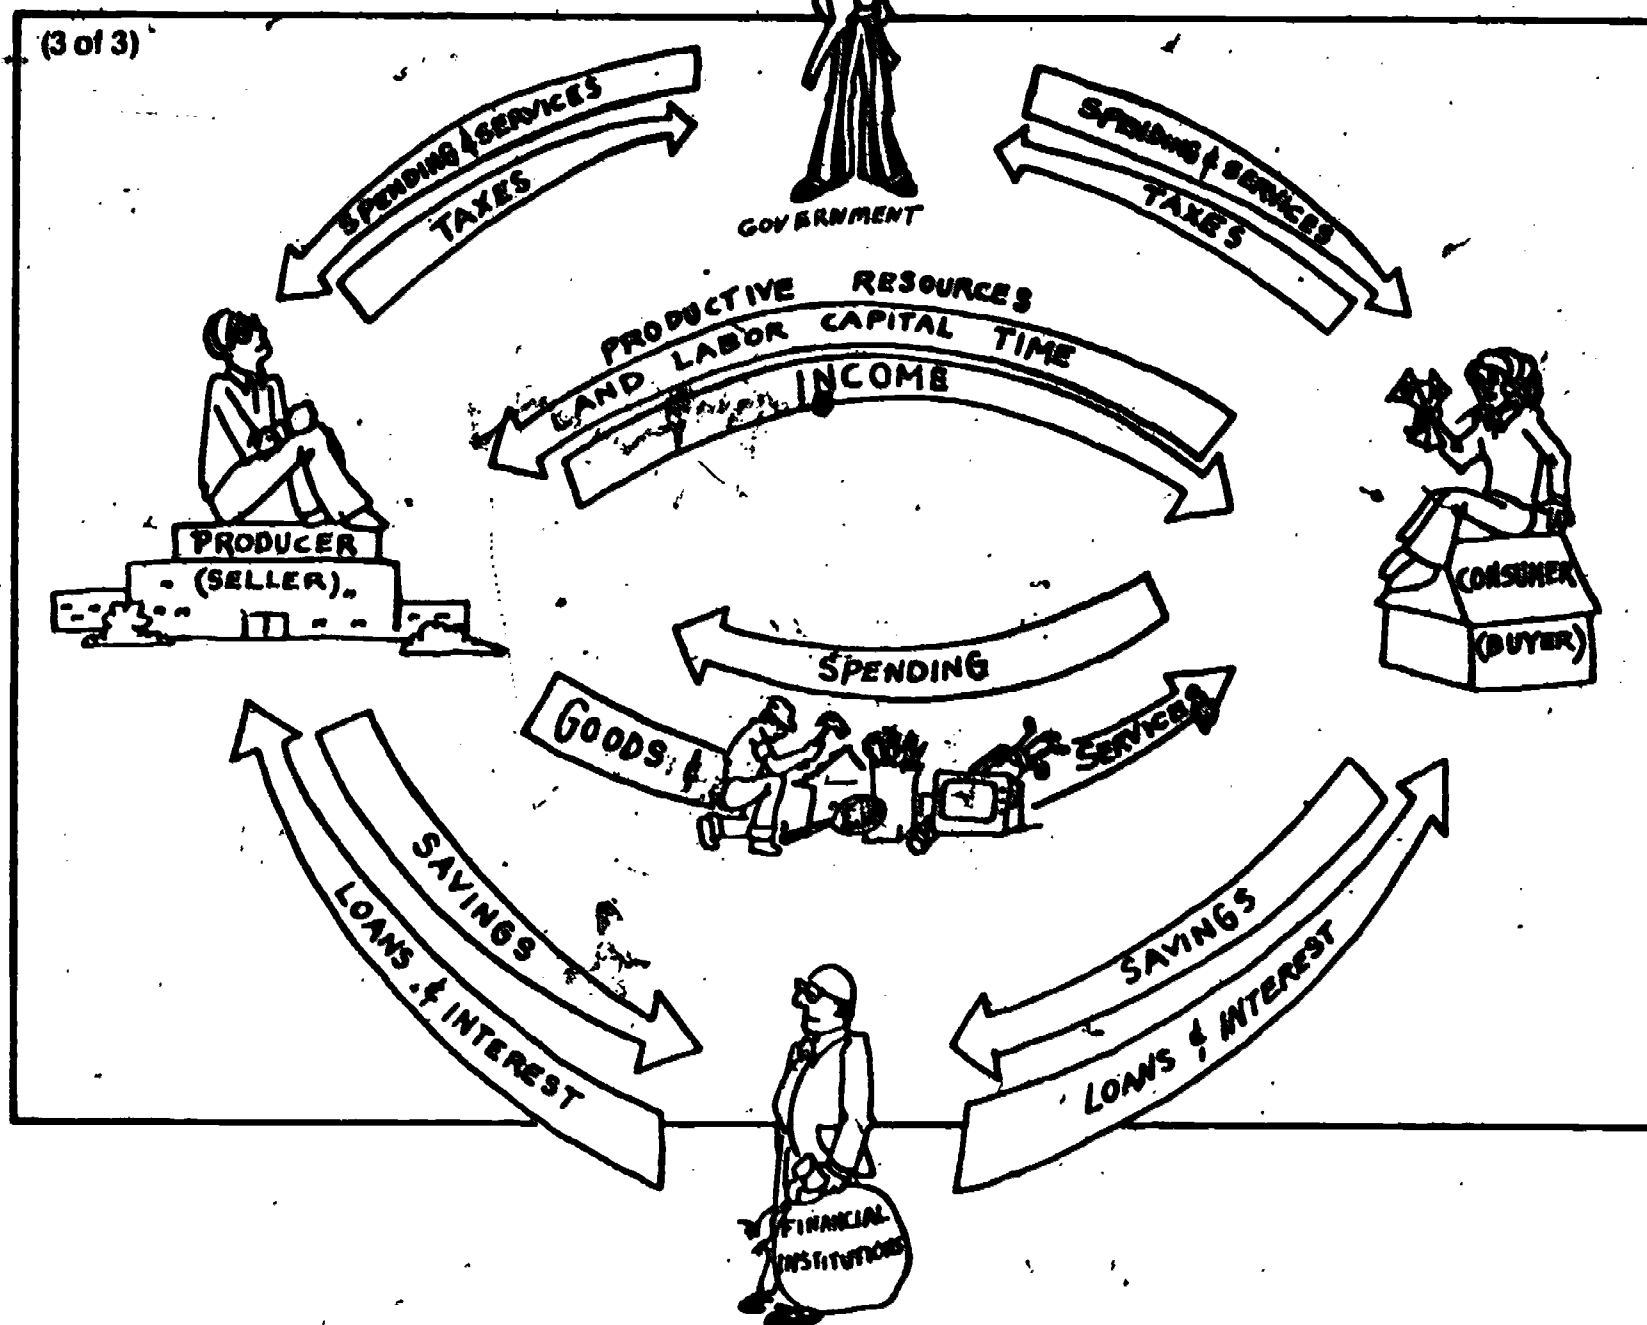 (3 of 3)
SPENDING & SERVICES
TAXES
SPENDING & SERVICES
TAXES
GOVERNMENT
PRODUCTIVE RESOURCES
LAND LABOR CAPITAL TIME
INCOME
PRODUCER
(SELLER)
CONSUMER
(BUYER)
SPENDING
GOODS & SERVICES
SAVINGS
LOANS & INTEREST
SAVINGS
LOANS & INTEREST
FINANCIAL
INSTITUTIONS